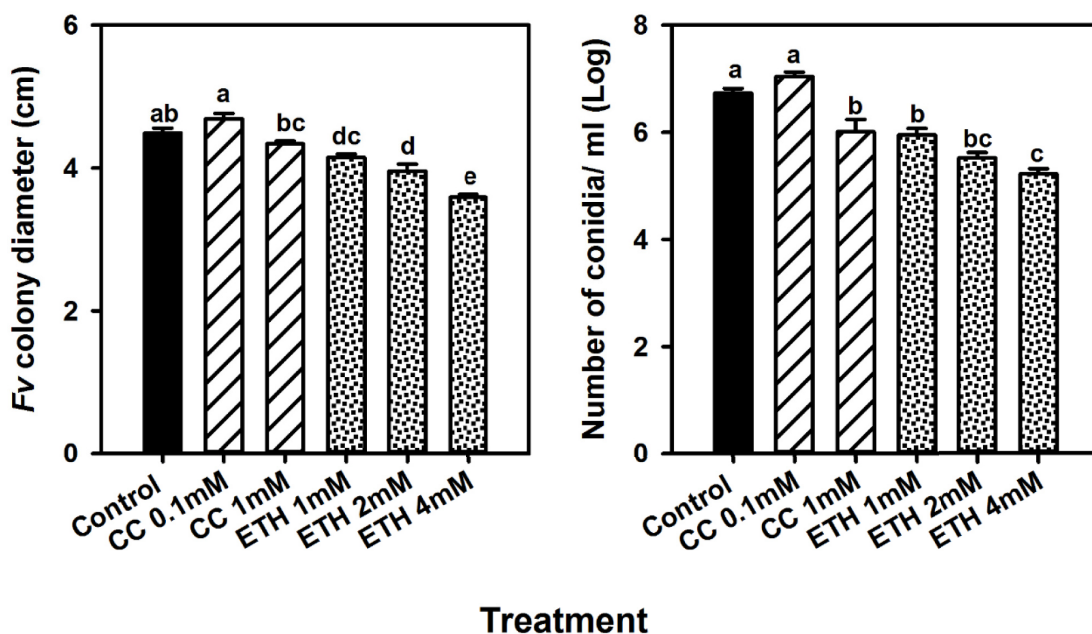 Fv colony diameter (cm)
6
4
2
0
ab
a
bc
dc
d
e
Control
CC 0.1mM
CC 1mM
ETH 1mM
ETH 2mM
ETH 4mM
Number of conidia/ ml (Log)
8
6
4
2
0
a
a
b
b
bc
c
Control
CC 0.1mM
CC 1mM
ETH 1mM
ETH 2mM
ETH 4mM
Treatment